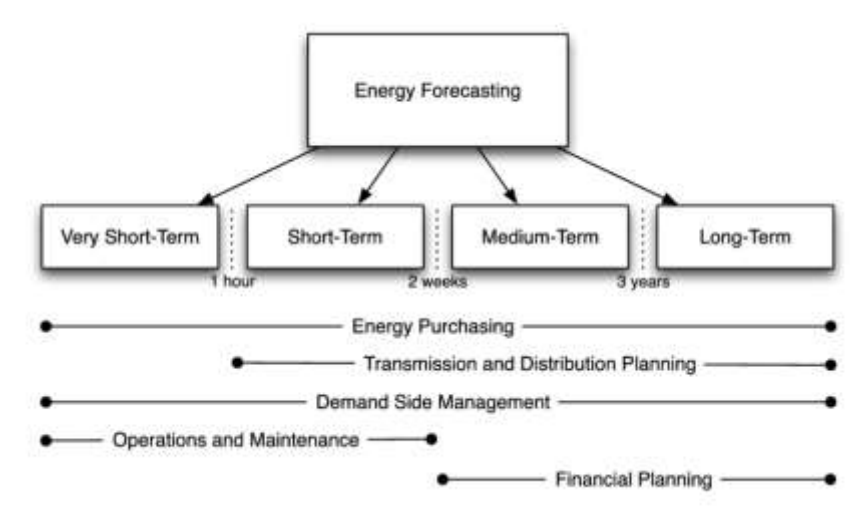 Energy Forecasting
Very Short-Term
Short-Term
Medium-Term
Long-Term
1 hour
2 weeks
3 years
Energy Purchasing
Transmission and Distribution Planning
Demand Side Management
Operations and Maintenance
Financial Planning